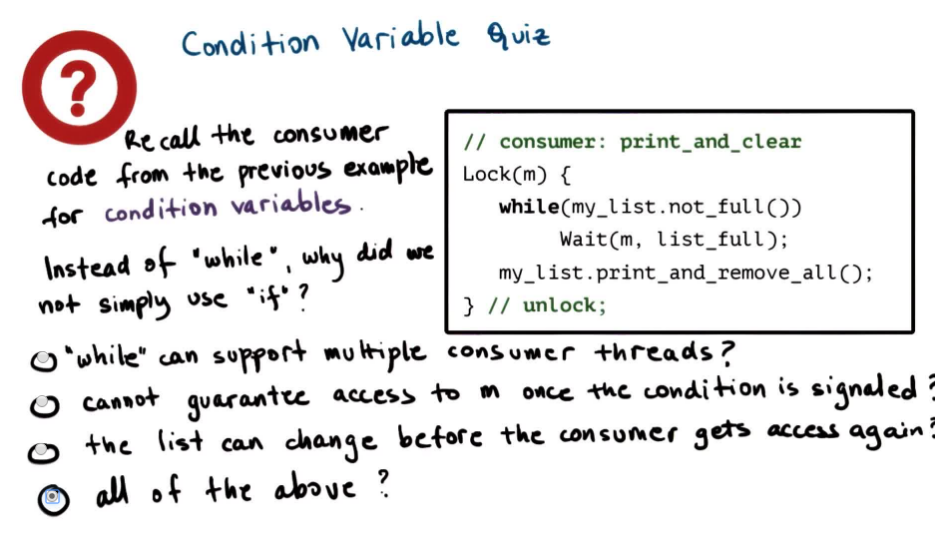 Condition Variable Quiz
?
Recall the consumer
code from the previous example
for condition variables.
Instead of "while", why did we
not simply use "if"?
// consumer: print_and_clear
Lock(m) {
while(my_list.not_full())
Wait(m, list_full);
my_list.print_and_remove_all();
} // unlock;
"while" can support multiple consumer threads?
cannot guarantee access to m once the condition is signaled?
the list can change before the consumer gets access again?
all of the above?